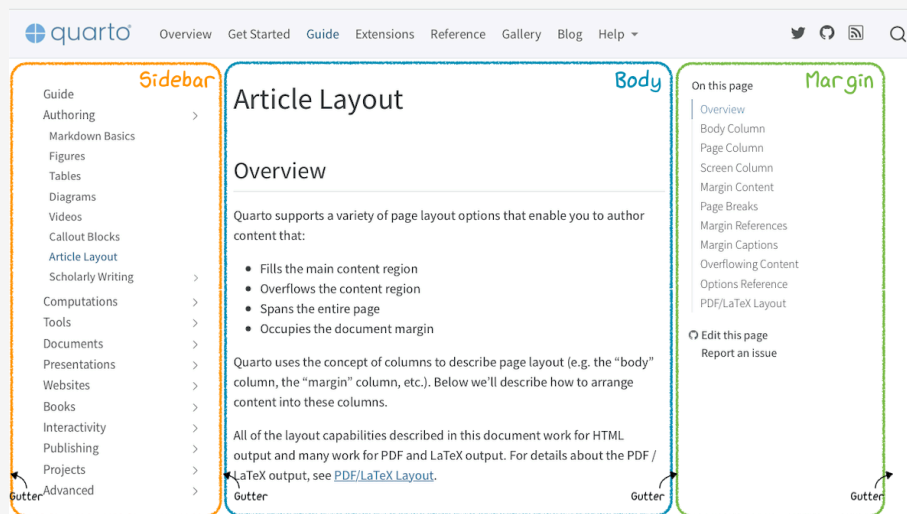 quarto
Overview Get Started Guide Extensions Reference Gallery Blog Help
Sidebar
Guide
Authoring
Markdown Basics
Figures
Tables
Diagrams
Videos
Callout Blocks
Article Layout
Scholarly Writing
Computations
Tools
Documents
Presentations
Websites
Books
Interactivity
Publishing
Projects
Advanced
Gutter
Body
Article Layout
Overview
Quarto supports a variety of page layout options that enable you to author
content that:
Fills the main content region
Overflows the content region
Spans the entire page
Occupies the document margin
Quarto uses the concept of columns to describe page layout (e.g. the “body”
column, the “margin” column, etc.). Below we’ll describe how to arrange
content into these columns.
All of the layout capabilities described in this document work for HTML
output and many work for PDF and LaTeX output. For details about the PDF /
LaTeX output, see PDF/LaTeX Layout.
Gutter
Gutter
Margin
On this page
Overview
Body Column
Page Column
Screen Column
Margin Content
Page Breaks
Margin References
Margin Captions
Overflowing Content
Options Reference
PDF/LaTeX Layout
Edit this page
Report an issue
Gutter